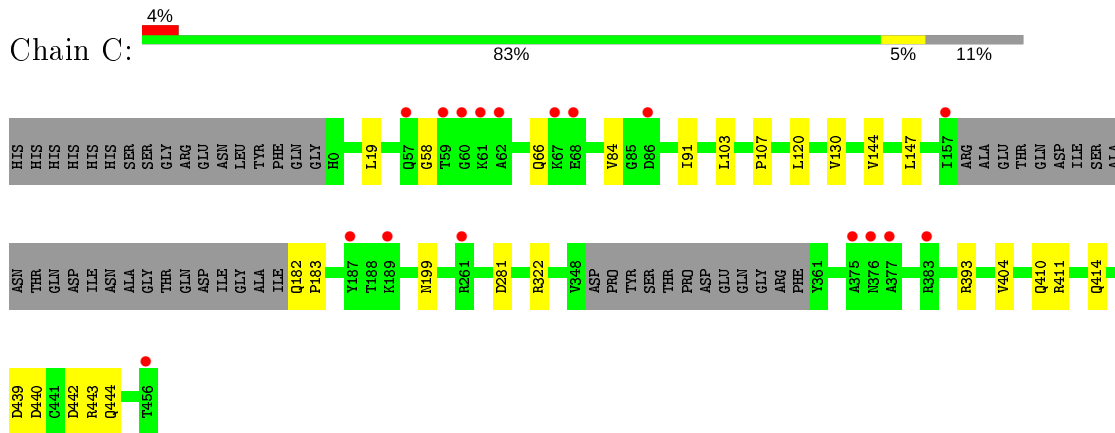 4%
Chain C:
83% 5% 11%
HIS HIS HIS HIS HIS HIS SER SER GLY ARG GLU ASN LEU TYR PHE GLN GLY H0 L19 Q57 G58 T59 G60 K61 A62 Q66 K67 E68 V84 G85 D86 I91 L103 P107 L120 V130 V144 L147 I157 ARG ALA GLU THR GLN ASP ILE SER ALA
ASN THR GLN ASP ILE ASN ALA GLY THR GLN ASP ILE GLY ALA ILE Q182 P183 Y187 T188 K189 N199 R261 D281 R322 V348 ASP PRO TYR SER THR PRO ASP GLU GLN GLY ARG PHE Y361 A375 N376 A377 R383 R393 V404 Q410 R411 Q414
D439 D440 C441 D442 R443 Q444 T456